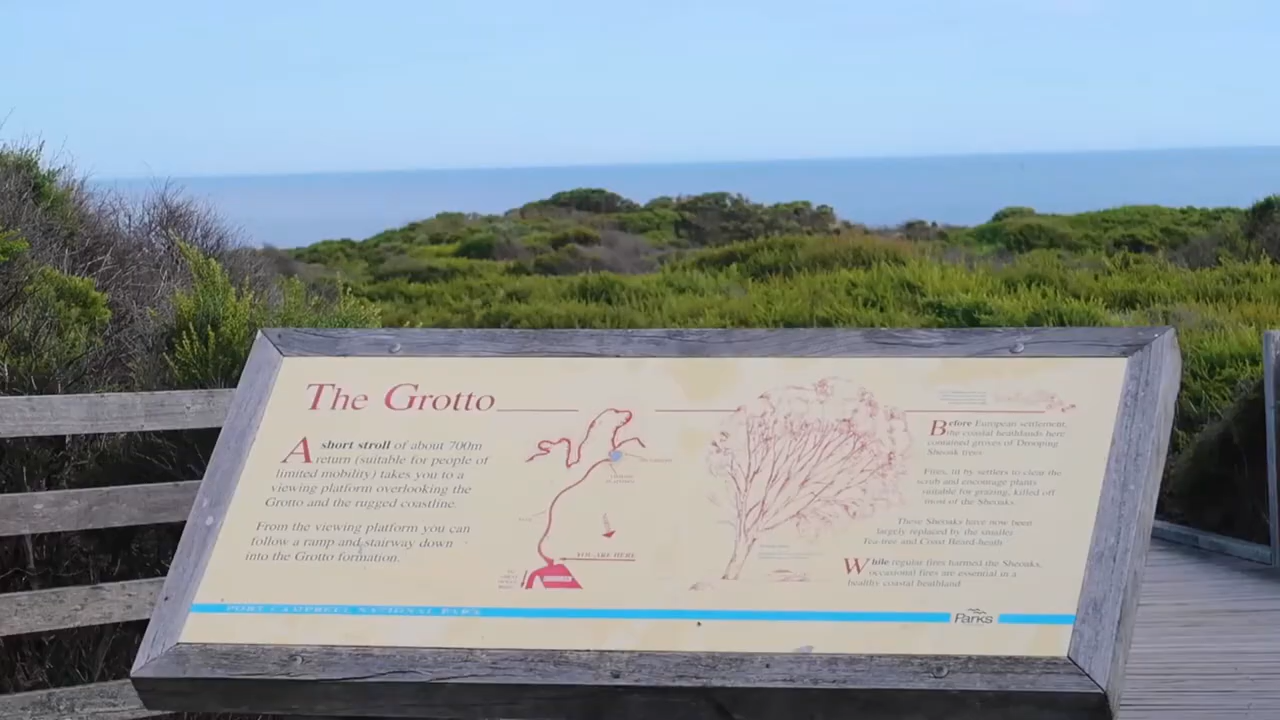 The Grotto
A short stroll of about 700m
return (suitable for people of
limited mobility) takes you to a
viewing platform overlooking the
Grotto and the rugged coastline.
From the viewing platform you can
follow a ramp and stairway down
into the Grotto formation.
YOU ARE HERE
Before European settlement,
the coastal heathlands here
contained groves of Drooping
Sheoak trees.
Fires, lit by settlers to clear the
scrub and encourage plants
suitable for grazing, killed off
most of the Sheoaks.
These Sheoaks have now been
largely replaced by the smaller
Tea-tree and Coast Beard-heath.
While regular fires harmed the Sheoaks,
occasional fires are essential in a
healthy coastal heathland.
PORT CAMPBELL NATIONAL PARK
Parks